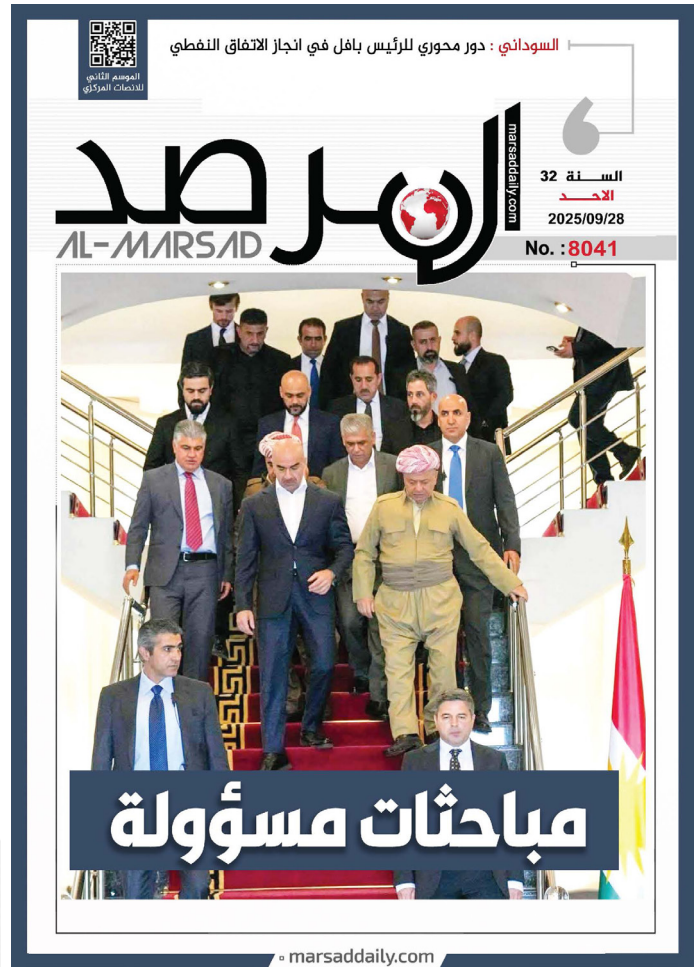 السوداني : دور محوري للرئيس بافل في انجاز الاتفاق النفطي
الموسم الثاني
للانصات المركزي
المرصد
AL-MARSAD
marsaddaily.com
السنة 32
الاحد
2025/09/28
No. : 8041
مباحثات مسؤولة
marsaddaily.com